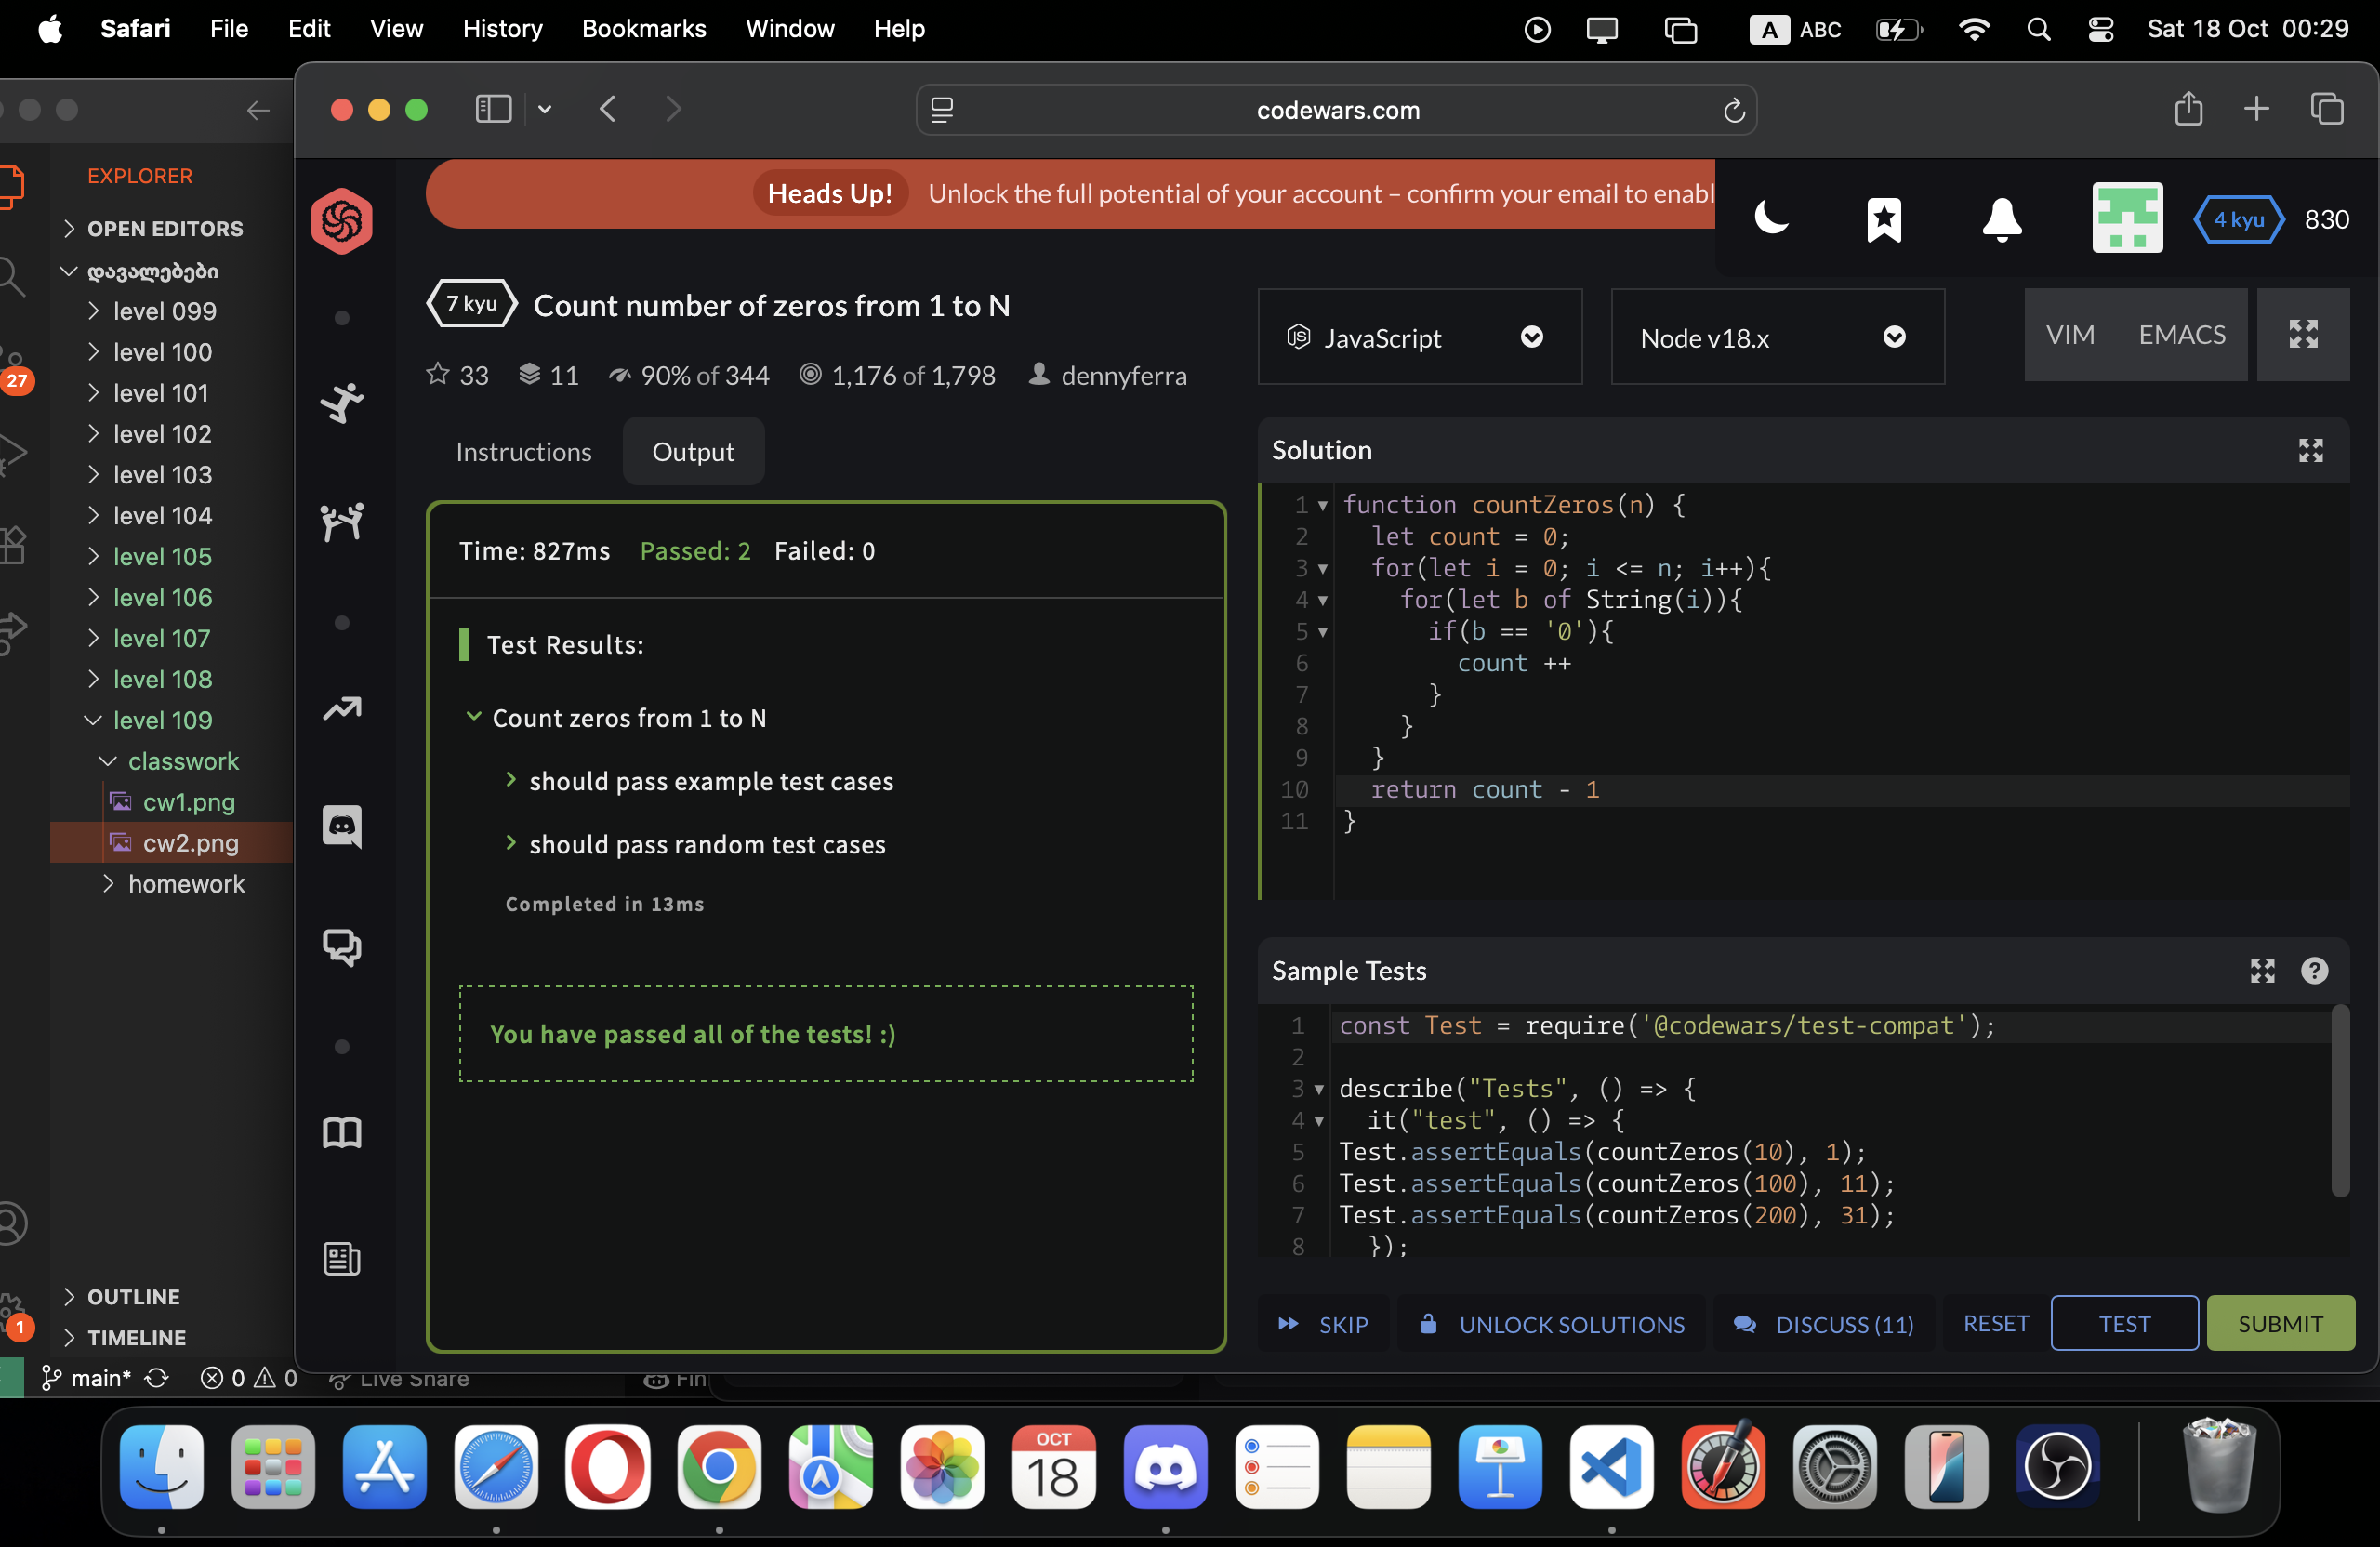 Safari File Edit View History Bookmarks Window Help
A ABC Sat 18 Oct 00:29
codewars.com
EXPLORER
OPEN EDITORS
დავალებები
level 099
level 100
level 101
level 102
level 103
level 104
level 105
level 106
level 107
level 108
level 109
classwork
cw1.png
cw2.png
homework
27
1
OUTLINE
TIMELINE
main* 0 0 Live Share
Heads Up! Unlock the full potential of your account – confirm your email to enabl
4 kyu 830
7 kyu Count number of zeros from 1 to N
33 11 90% of 344 1,176 of 1,798 dennyferra
Instructions Output
Time: 827ms Passed: 2 Failed: 0
Test Results:
Count zeros from 1 to N
should pass example test cases
should pass random test cases
Completed in 13ms
You have passed all of the tests! :)
JavaScript Node v18.x VIM EMACS
Solution
1 function countZeros(n) {
2 let count = 0;
3 for(let i = 0; i <= n; i++){
4 for(let b of String(i)){
5 if(b == '0'){
6 count ++
7 }
8 }
9 }
10 return count - 1
11 }
Sample Tests
1 const Test = require('@codewars/test-compat');
2
3 describe("Tests", () => {
4 it("test", () => {
5 Test.assertEquals(countZeros(10), 1);
6 Test.assertEquals(countZeros(100), 11);
7 Test.assertEquals(countZeros(200), 31);
8 });
SKIP UNLOCK SOLUTIONS DISCUSS (11) RESET TEST SUBMIT
OCT
18